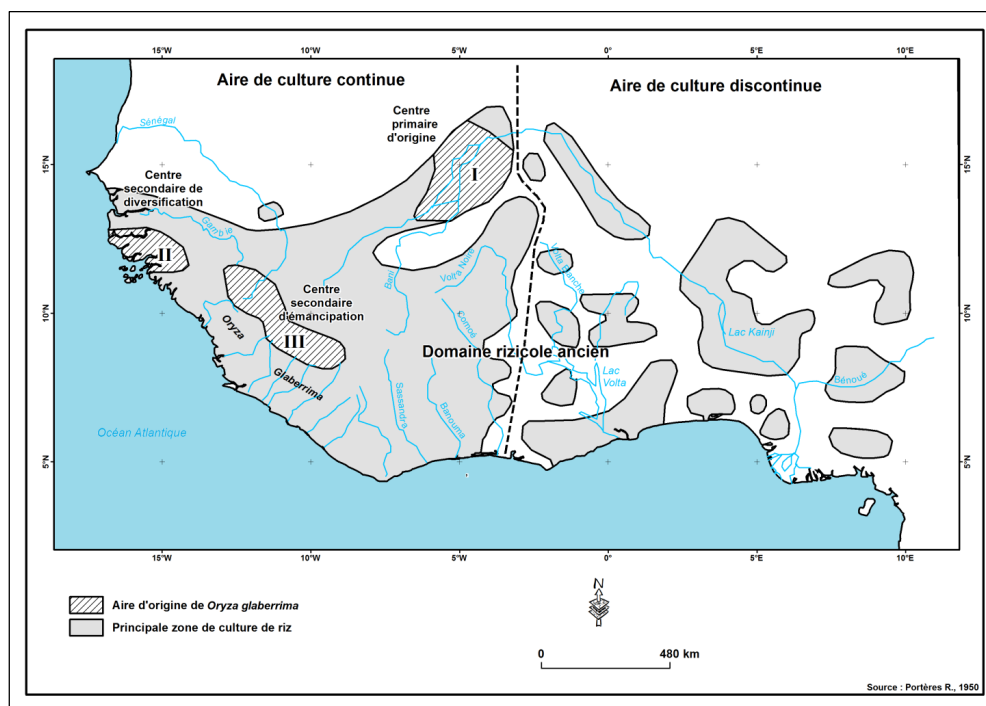 15°W
10°W
5°W
0°
5°E
10°E
Aire de culture continue
Aire de culture discontinue
Centre
primaire
d'origine
Sénégal
15°N
15°N
I
Centre
secondaire de
diversification
Gambie
II
Volta Noire
Volta Blanche
Bani
Centre
secondaire
d'émancipation
10°N
10°N
Oryza
Comoé
III
Lac Kainji
Domaine rizicole ancien
Glaberrima
Lac
Volta
Bénoué
Sassandra
Banouma
Océan Atlantique
5°N
5°N
15°W
10°W
5°W
0°
5°E
10°E
N
Aire d'origine de Oryza glaberrima
Principale zone de culture de riz
0
480 km
Source : Portères R., 1950